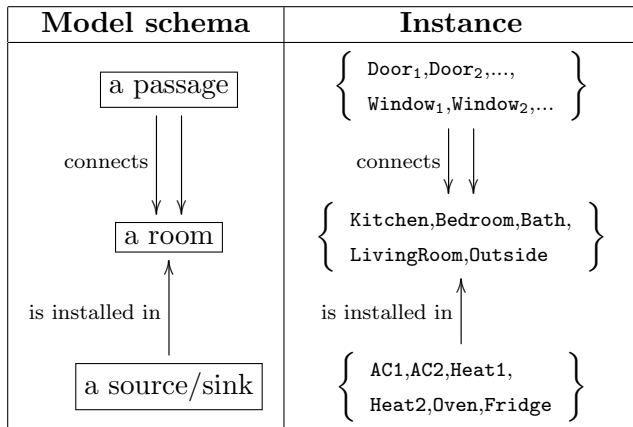 Model schema
Instance
a passage
connects
a room
is installed in
a source/sink
Door₁,Door₂,...,
Window₁,Window₂,...
connects
Kitchen,Bedroom,Bath,
LivingRoom,Outside
is installed in
AC1,AC2,Heat1,
Heat2,Oven,Fridge